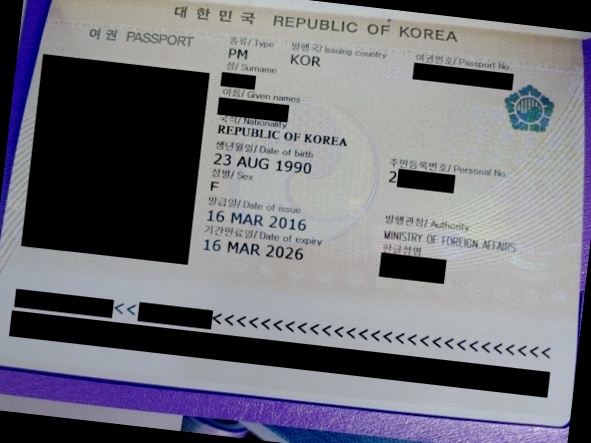 대한민국 REPUBLIC OF KOREA
여권 PASSPORT
종류/Type 발행국/Issuing country 여권번호/Passport No.
PM KOR
성/Surname
이름/Given names
국적/Nationality
REPUBLIC OF KOREA
생년월일/Date of birth 주민등록번호/Personal No.
23 AUG 1990 2
성별/Sex
F
발급일/Date of issue 발행관청/Authority
16 MAR 2016 MINISTRY OF FOREIGN AFFAIRS
기간만료일/Date of expiry 한글성명
16 MAR 2026
<<<<<<<<<<<<<<<<<<<<<<<<<<<<<<